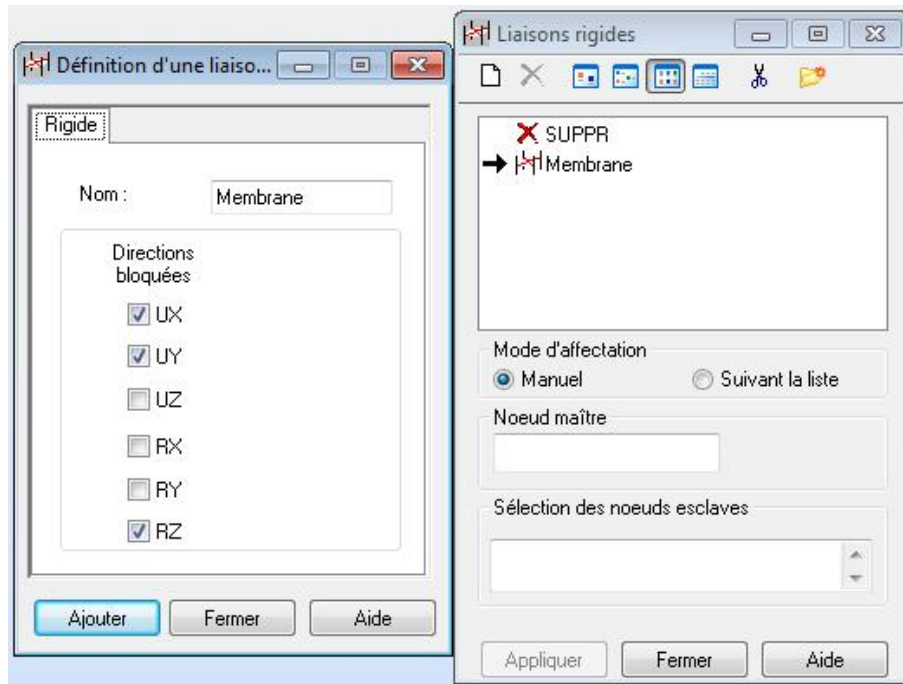 Définition d'une liaiso...
Rigide
Nom :
Membrane
Directions
bloquées
UX
UY
UZ
RX
RY
RZ
Ajouter
Fermer
Aide
Liaisons rigides
SUPPR
Membrane
Mode d'affectation
Manuel
Suivant la liste
Noeud maître
Sélection des noeuds esclaves
Appliquer
Fermer
Aide